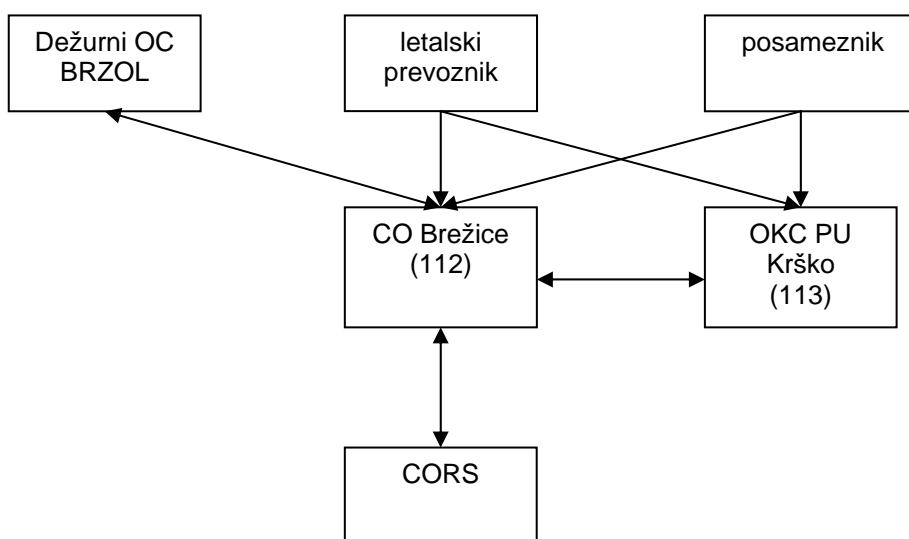 Dežurni OC
BRZOL
letalski
prevoznik
posameznik
CO Brežice
(112)
OKC PU
Krško
(113)
CORS